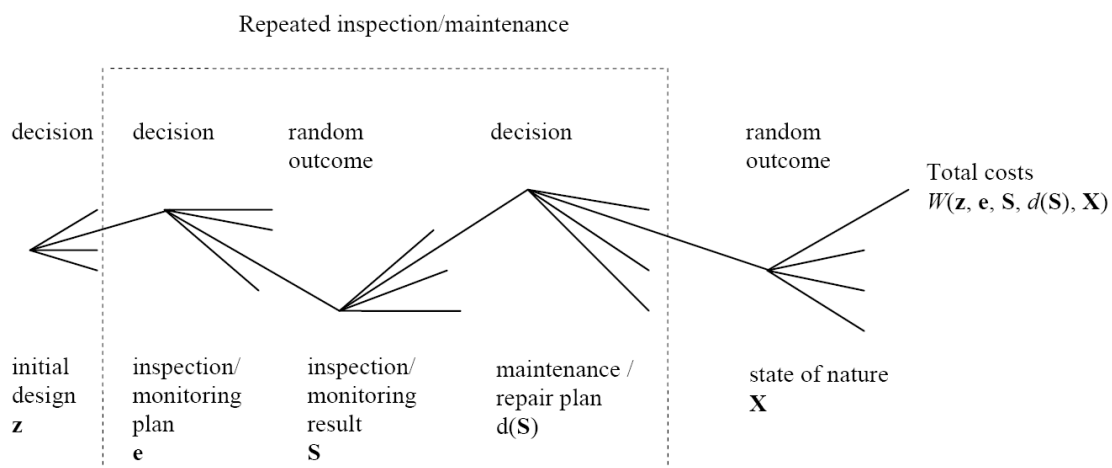 Repeated inspection/maintenance
decision
decision
random
outcome
decision
random
outcome
Total costs
W(z, e, S, d(S), X)
initial
design
z
inspection/
monitoring
plan
e
inspection/
monitoring
result
S
maintenance /
repair plan
d(S)
state of nature
X